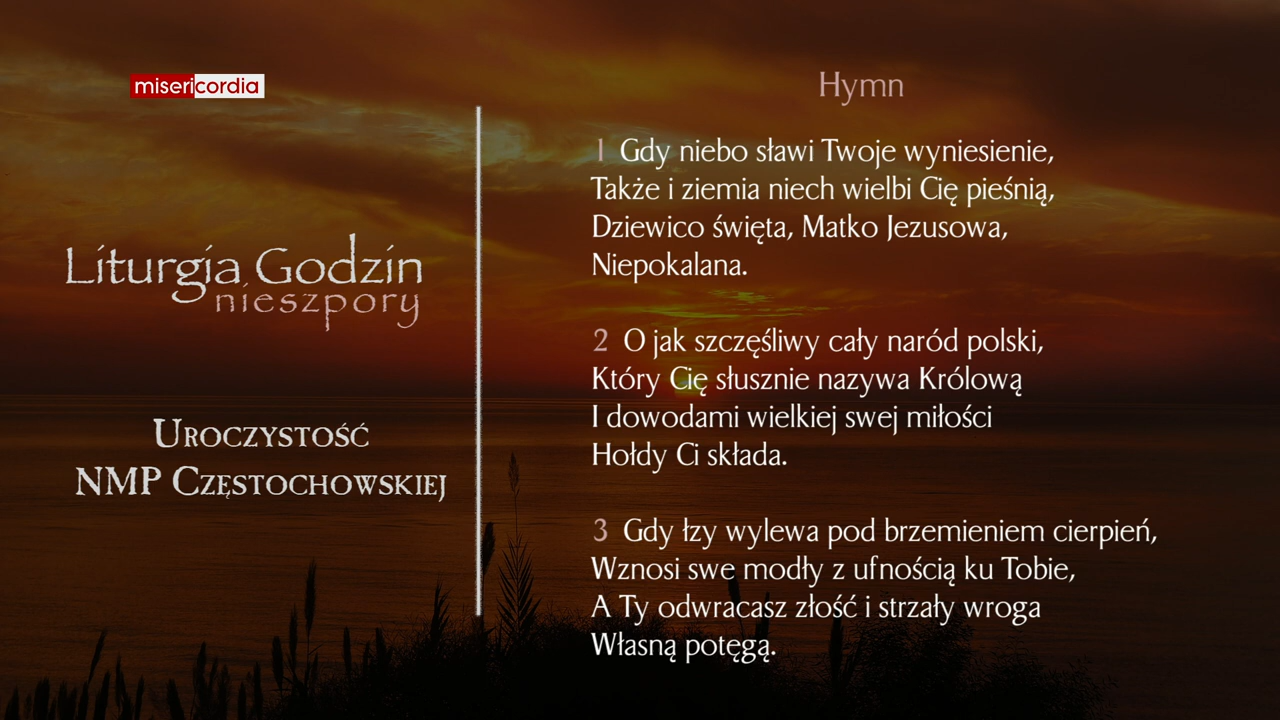 misericordia
Liturgia Godzin
nieszpory
Uroczystość
NMP Częstochowskiej
Hymn
1 Gdy niebo sławi Twoje wyniesienie,
Także i ziemia niech wielbi Cię pieśnią,
Dziewico święta, Matko Jezusowa,
Niepokalana.
2 O jak szczęśliwy cały naród polski,
Który Cię słusznie nazywa Królową
I dowodami wielkiej swej miłości
Hołdy Ci składa.
3 Gdy łzy wylewa pod brzemieniem cierpień,
Wznosi swe modły z ufnością ku Tobie,
A Ty odwracasz złość i strzały wroga
Własną potęgą.